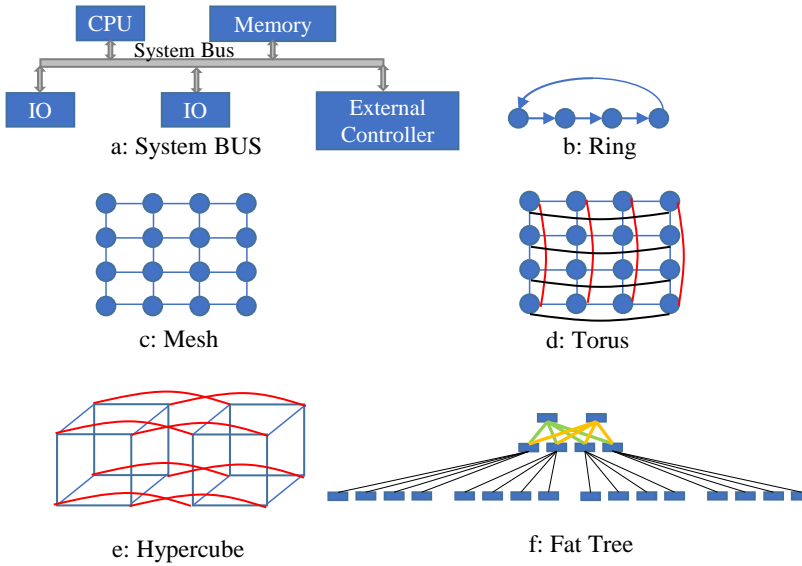 CPU
Memory
System Bus
IO
IO
External
Controller
a: System BUS
b: Ring
c: Mesh
d: Torus
e: Hypercube
f: Fat Tree